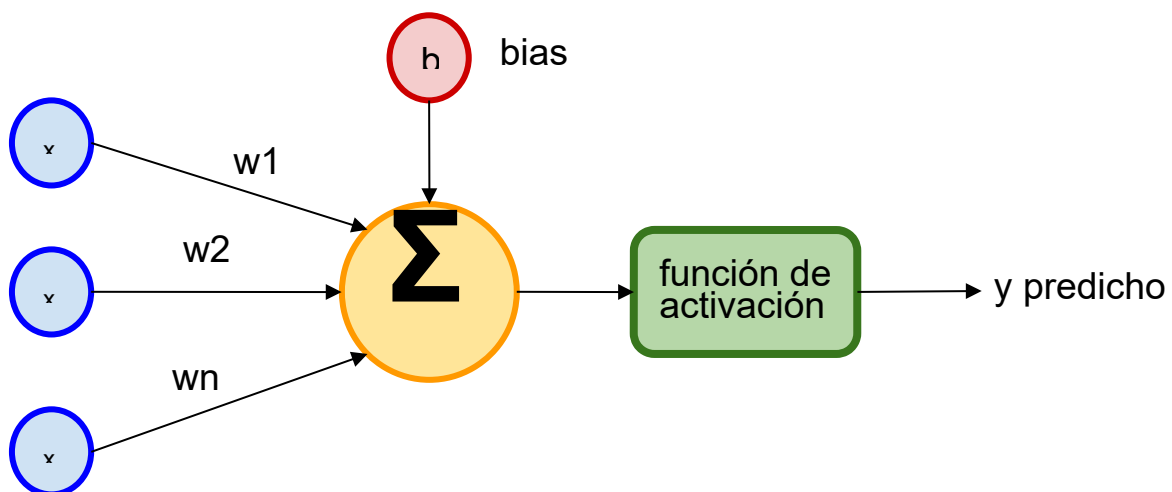 b
bias
x
w1
w2
Σ
x
función de
activación
y predicho
wn
x